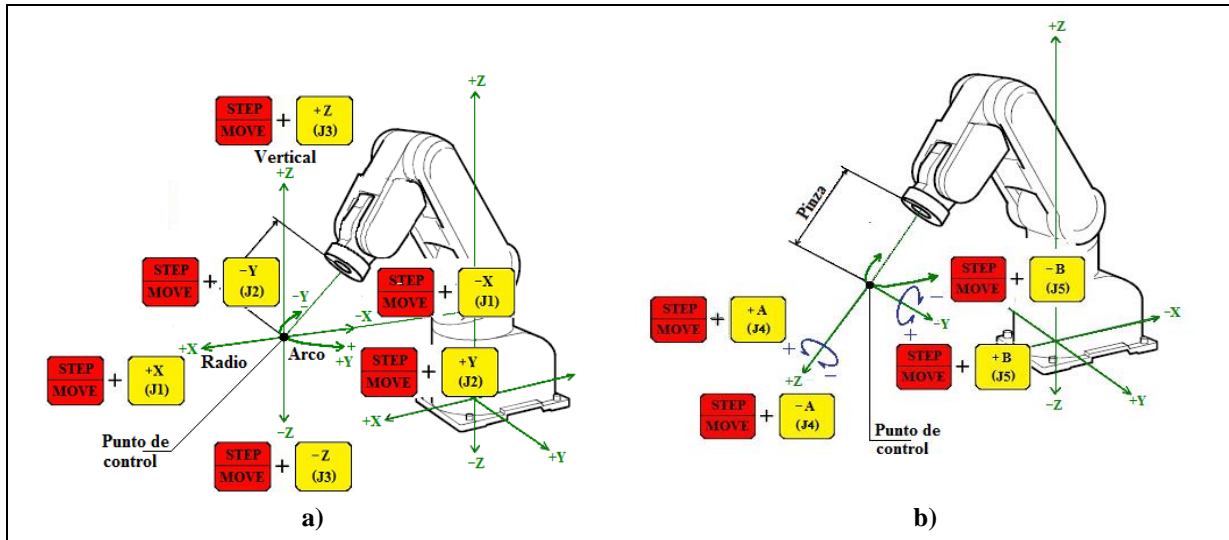 +Z
STEP
MOVE
+
+Z
(J3)
Vertical
+Z
STEP
MOVE
+
−Y
(J2)
−Y
STEP
MOVE
+
−X
(J1)
−X
+X
Radio
Arco
+
+Y
STEP
MOVE
+
+X
(J1)
STEP
MOVE
+
+Y
(J2)
+X
Punto de
control
−Z
STEP
MOVE
+
−Z
(J3)
−Z
+Y
a)
+Z
Pinza
STEP
MOVE
+
−B
(J5)
STEP
MOVE
+
+A
(J4)
−
+
−Y
−X
+
−
+Z
STEP
MOVE
+
+B
(J5)
STEP
MOVE
+
−A
(J4)
−Z
+Y
Punto de
control
b)